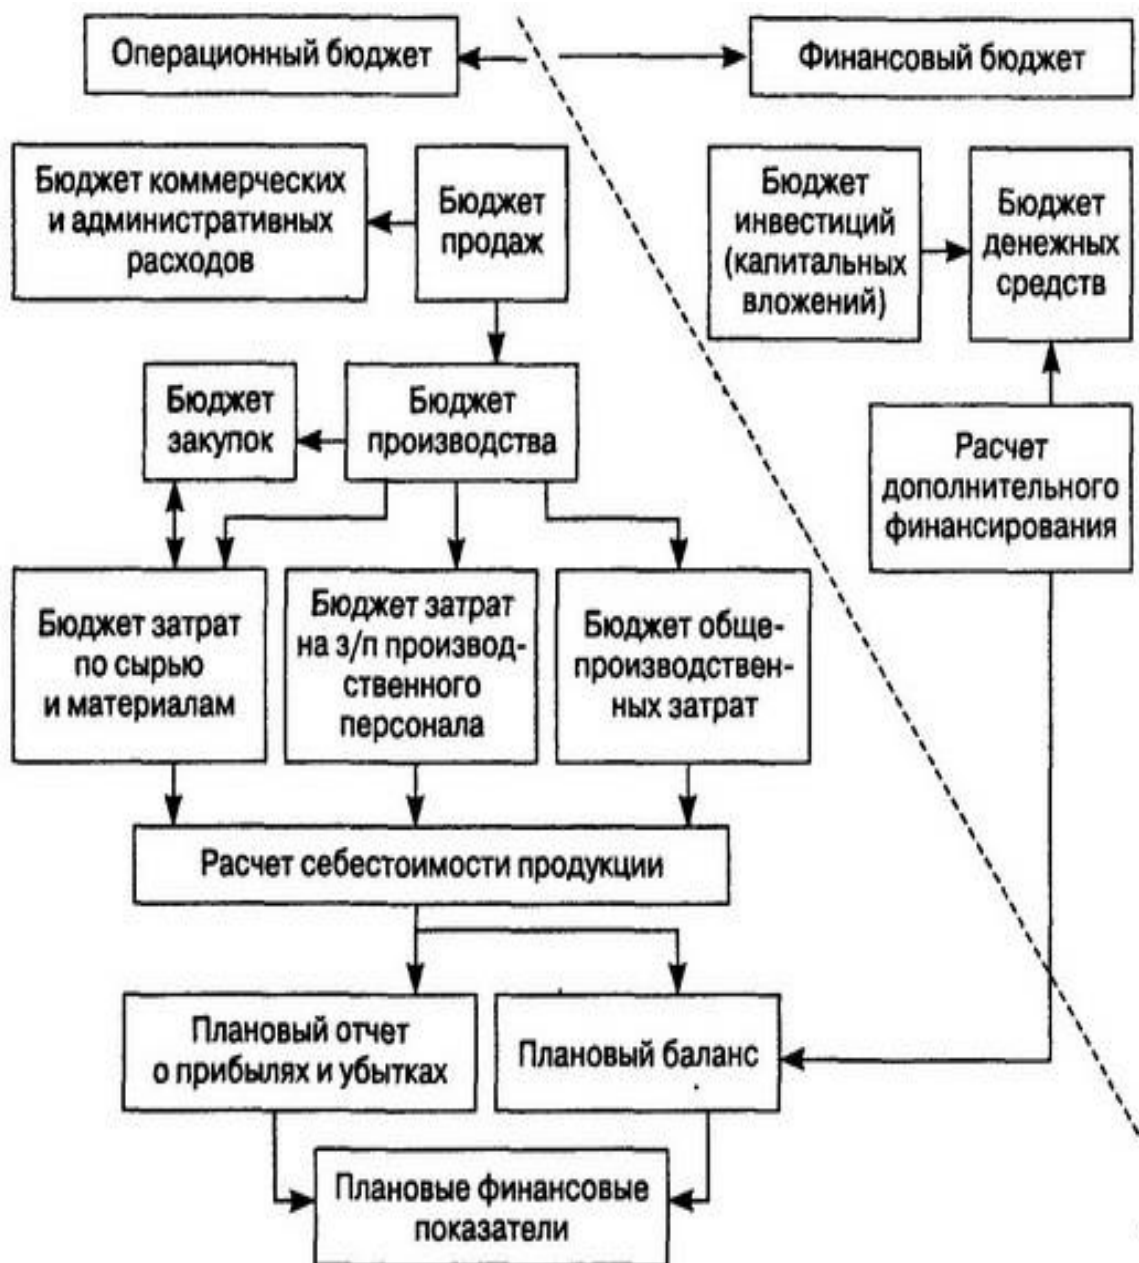 Операционный бюджет
Финансовый бюджет
Бюджет коммерческих
и административных
расходов
Бюджет
продаж
Бюджет
инвестиций
(капитальных
вложений)
Бюджет
денежных
средств
Бюджет
закупок
Бюджет
производства
Расчет
дополнительного
финансирования
Бюджет затрат
по сырью
и материалам
Бюджет затрат
на з/п производ-
ственного
персонала
Бюджет обще-
производствен-
ных затрат
Расчет себестоимости продукции
Плановый отчет
о прибылях и убытках
Плановый баланс
Плановые финансовые
показатели